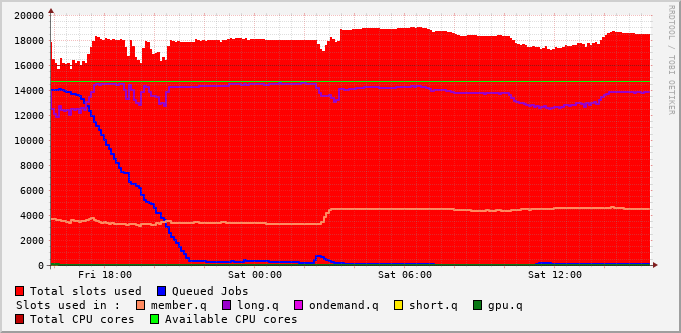 RRDTOOL / TOBI OETIKER
20000
18000
16000
14000
12000
10000
8000
6000
4000
2000
0
Fri 18:00 Sat 00:00 Sat 06:00 Sat 12:00
Total slots used Queued Jobs
Slots used in : member.q long.q ondemand.q short.q gpu.q
Total CPU cores Available CPU cores